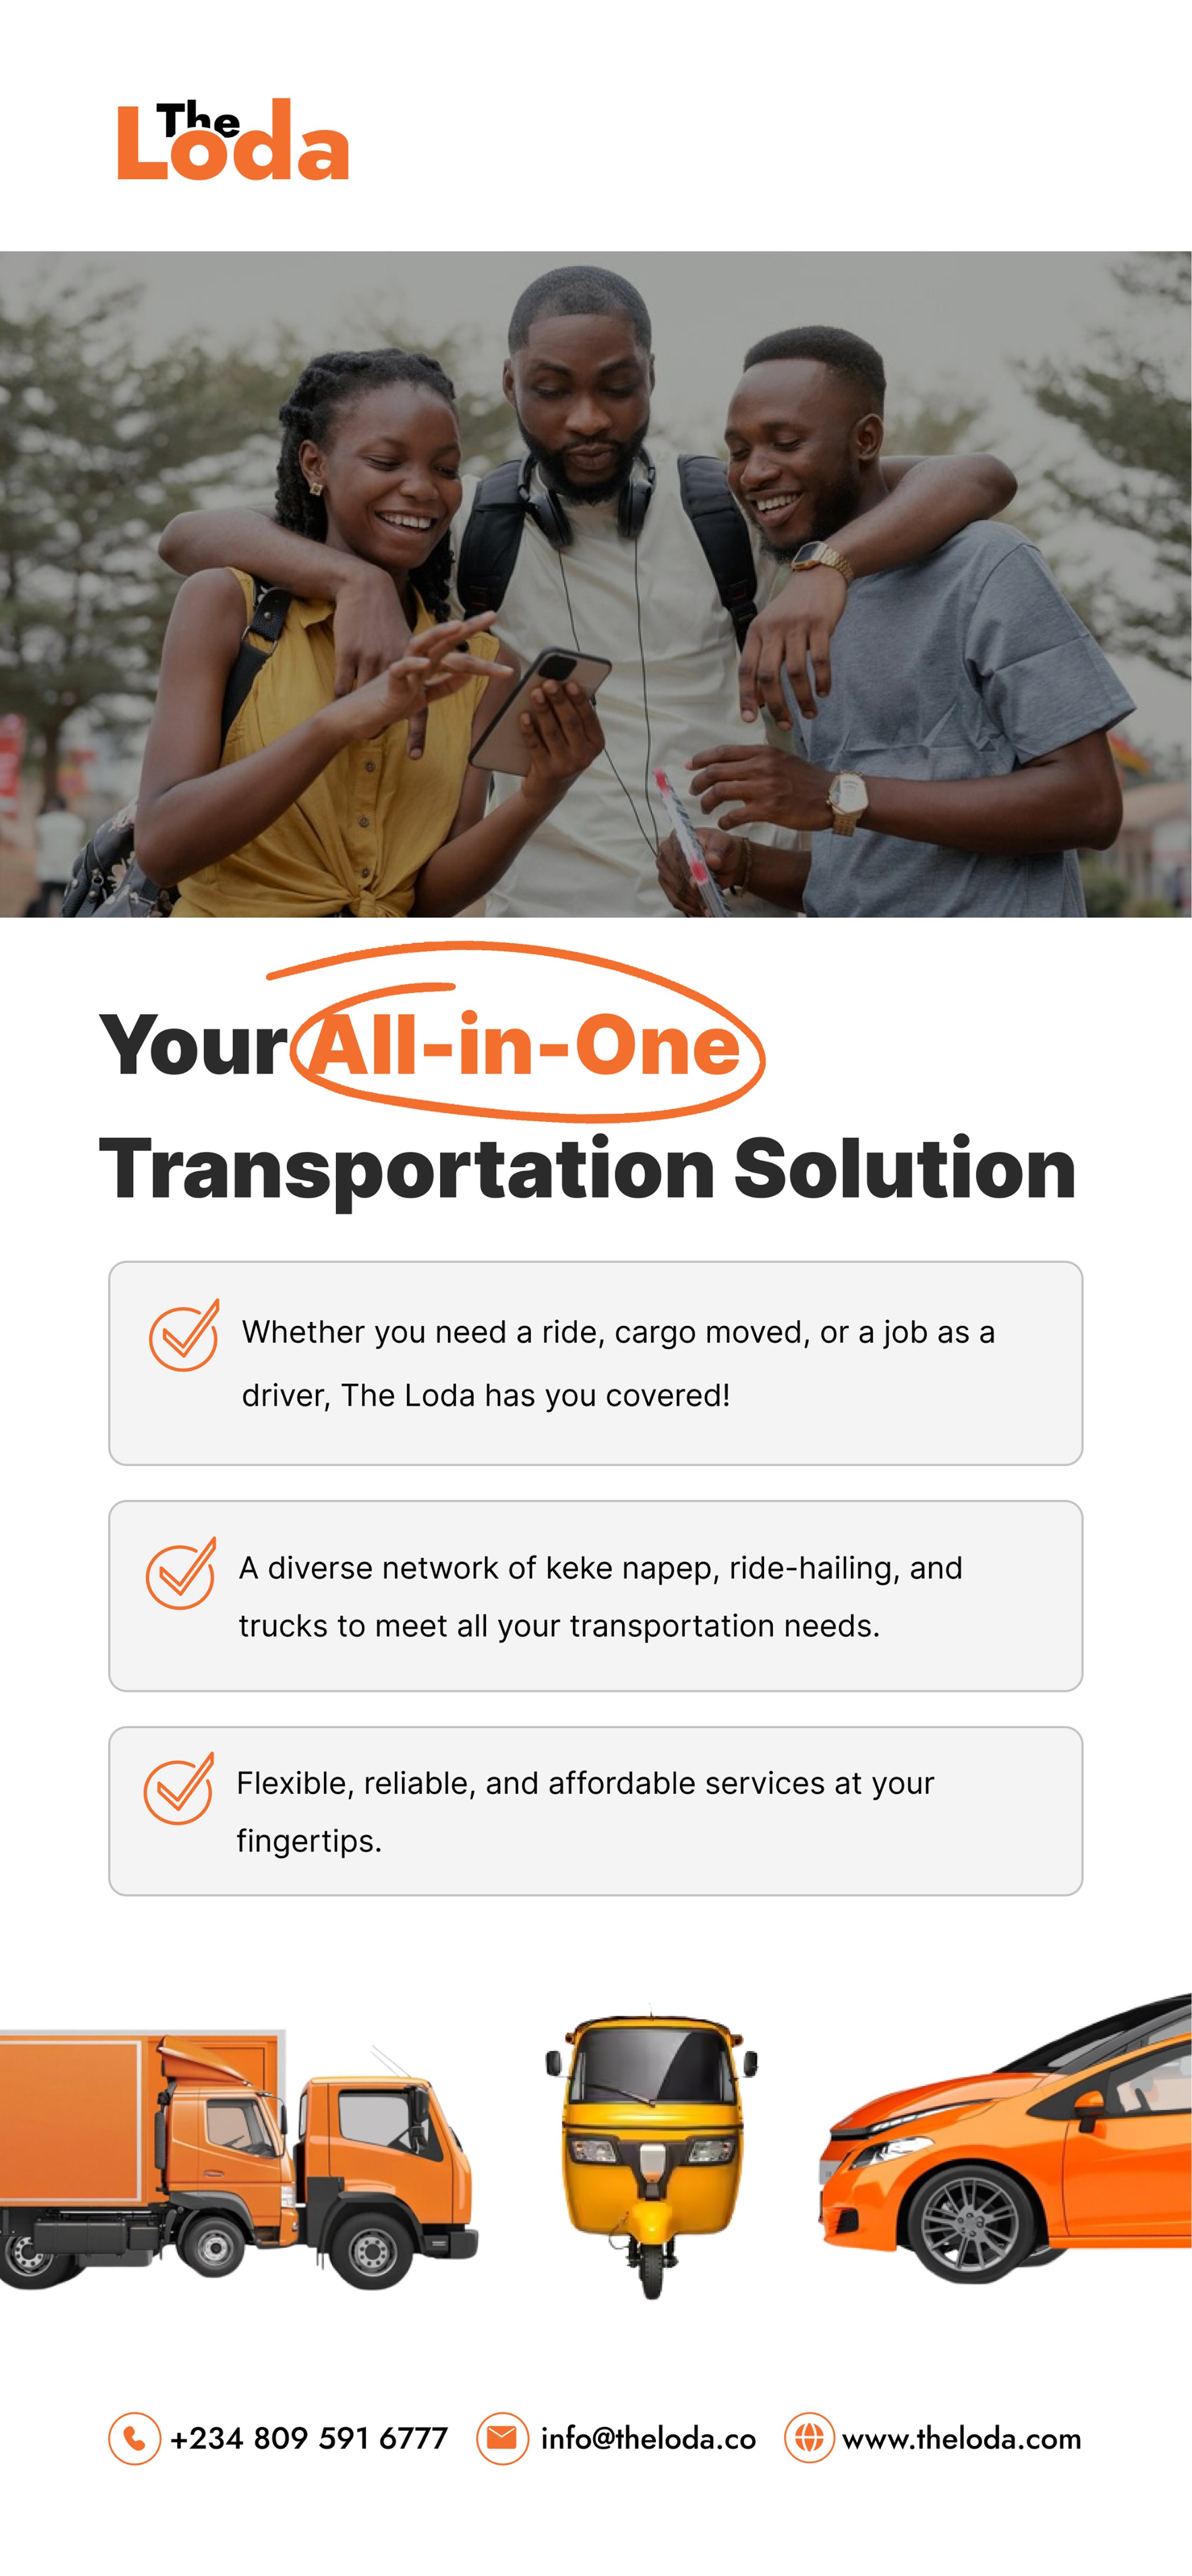 The
Loda
Your All-in-One
Transportation Solution
Whether you need a ride, cargo moved, or a job as a
driver, The Loda has you covered!
A diverse network of keke napep, ride-hailing, and
trucks to meet all your transportation needs.
Flexible, reliable, and affordable services at your
fingertips.
+234 809 591 6777
info@theloda.co
www.theloda.com